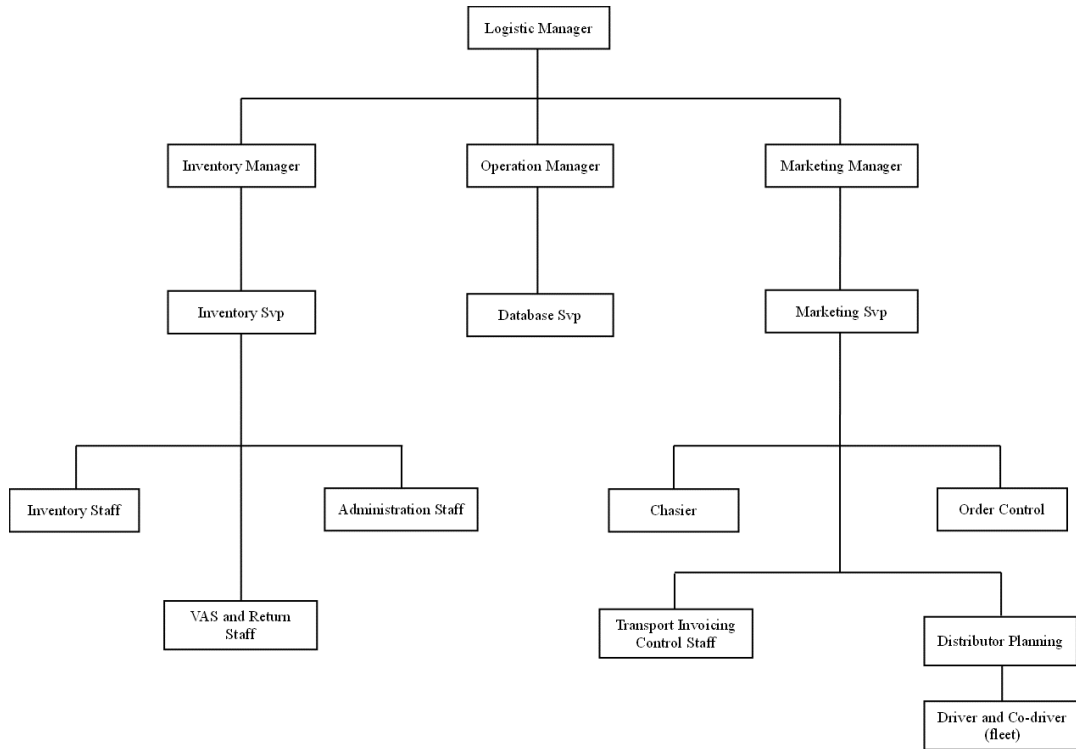 Logistic Manager
Inventory Manager
Operation Manager
Marketing Manager
Inventory Svp
Database Svp
Marketing Svp
Inventory Staff
Administration Staff
Chasier
Order Control
VAS and Return
Staff
Transport Invoicing
Control Staff
Distributor Planning
Driver and Co-driver
(fleet)